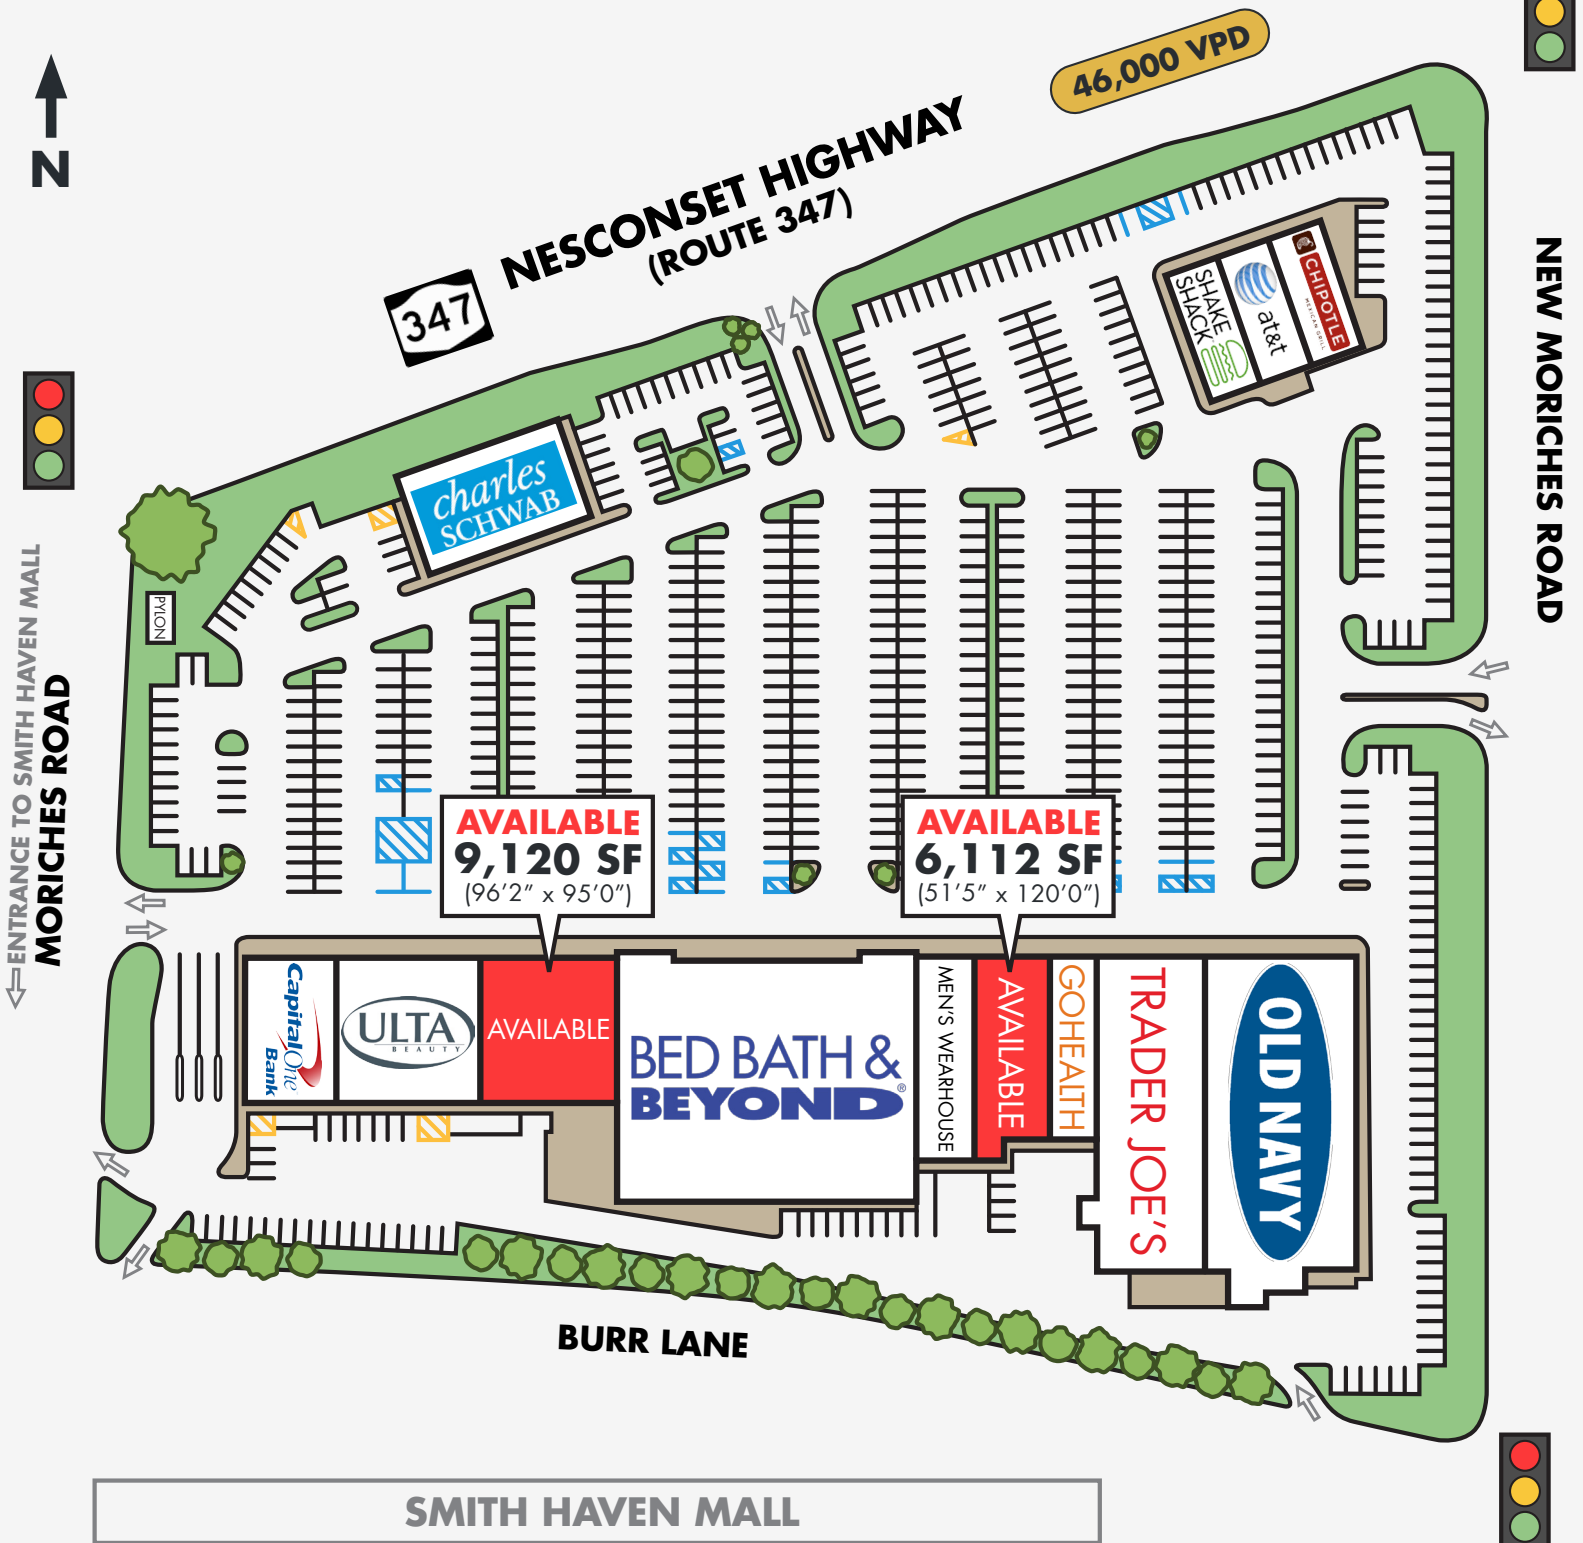 46,000 VPD
N
NESCONSET HIGHWAY
(ROUTE 347)
347
SHAKE
SHACK
at&t
CHIPOTLE
MEXICAN GRILL
NEW MORICHES ROAD
charles
SCHWAB
PYLON
ENTRANCE TO SMITH HAVEN MALL
MORICHES ROAD
AVAILABLE
9,120 SF
(96'2" x 95'0")
AVAILABLE
6,112 SF
(51'5" x 120'0")
CapitalOne
Bank
ULTA
BEAUTY
AVAILABLE
BED BATH &
BEYOND®
MEN'S WEARHOUSE
AVAILABLE
GOHEALTH
TRADER JOE'S
OLD NAVY
BURR LANE
SMITH HAVEN MALL